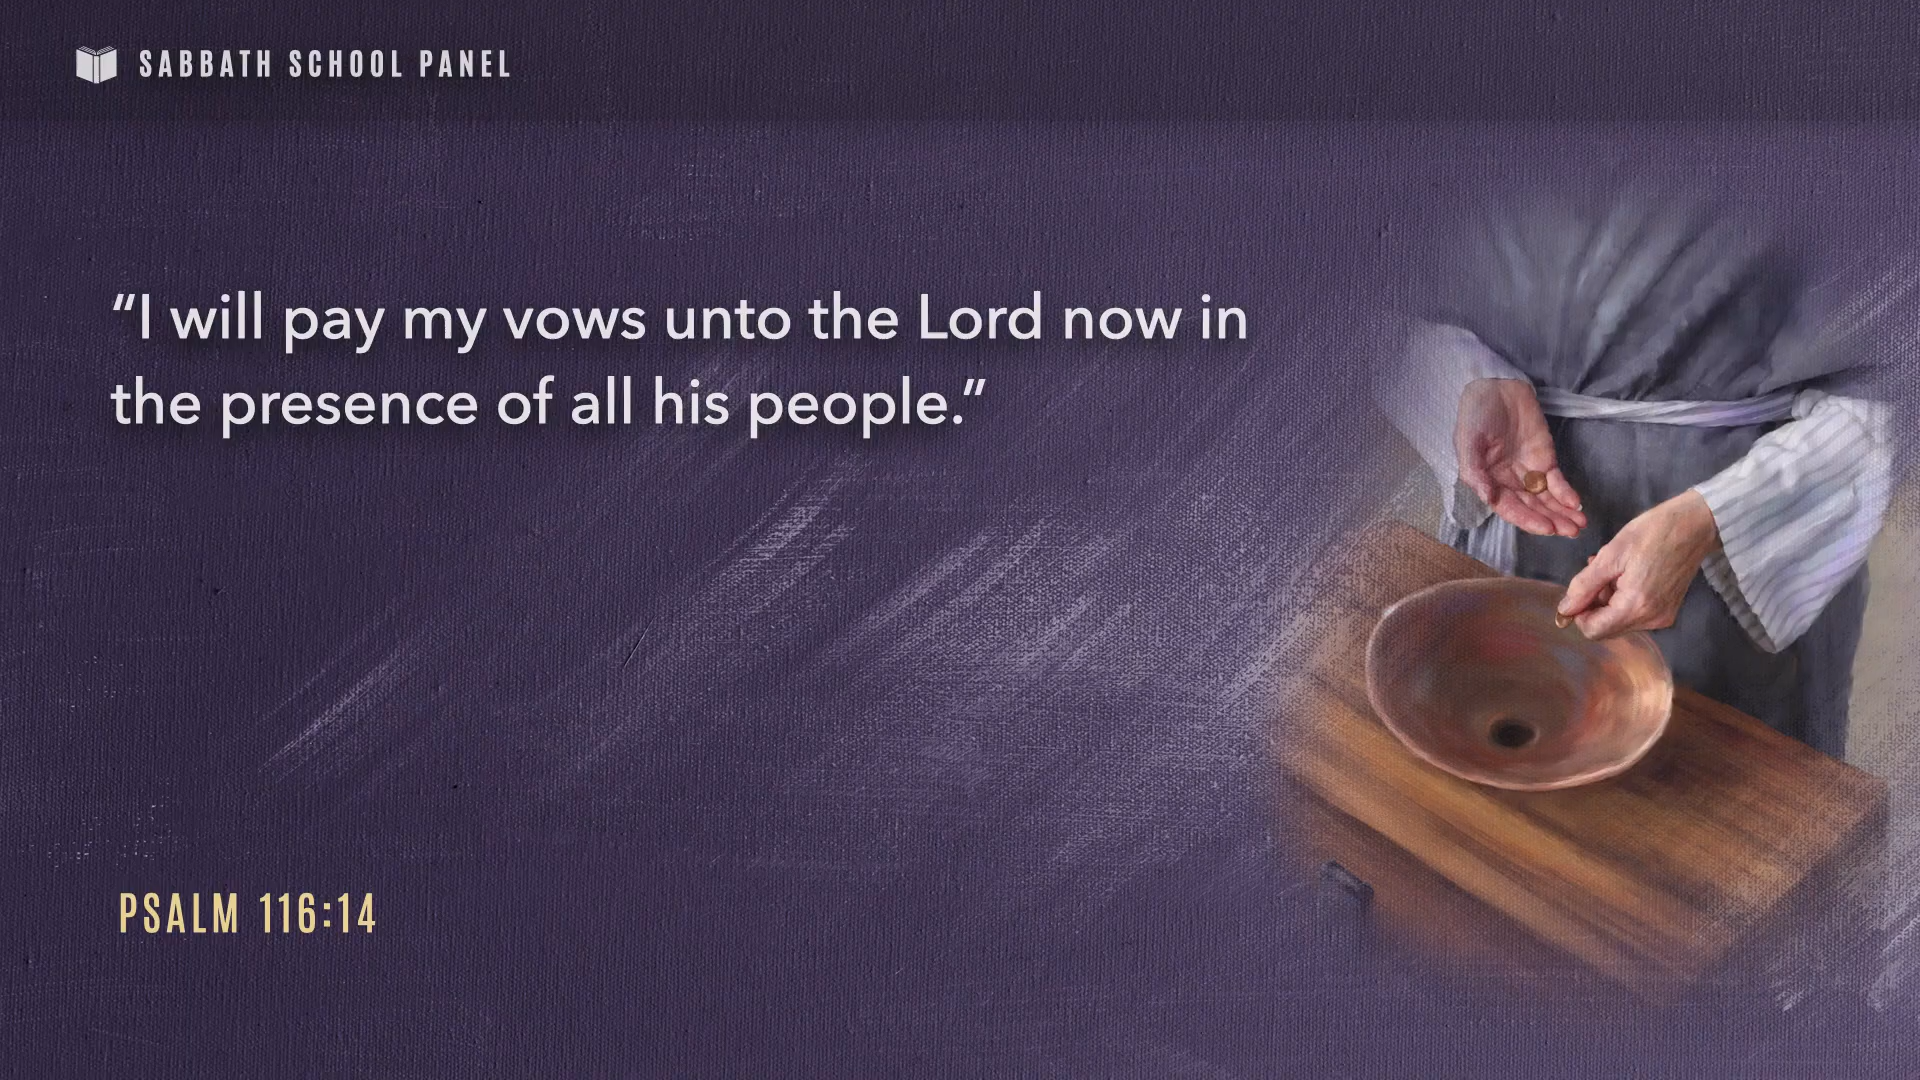 SABBATH SCHOOL PANEL
“I will pay my vows unto the Lord now in
the presence of all his people.”
PSALM 116:14